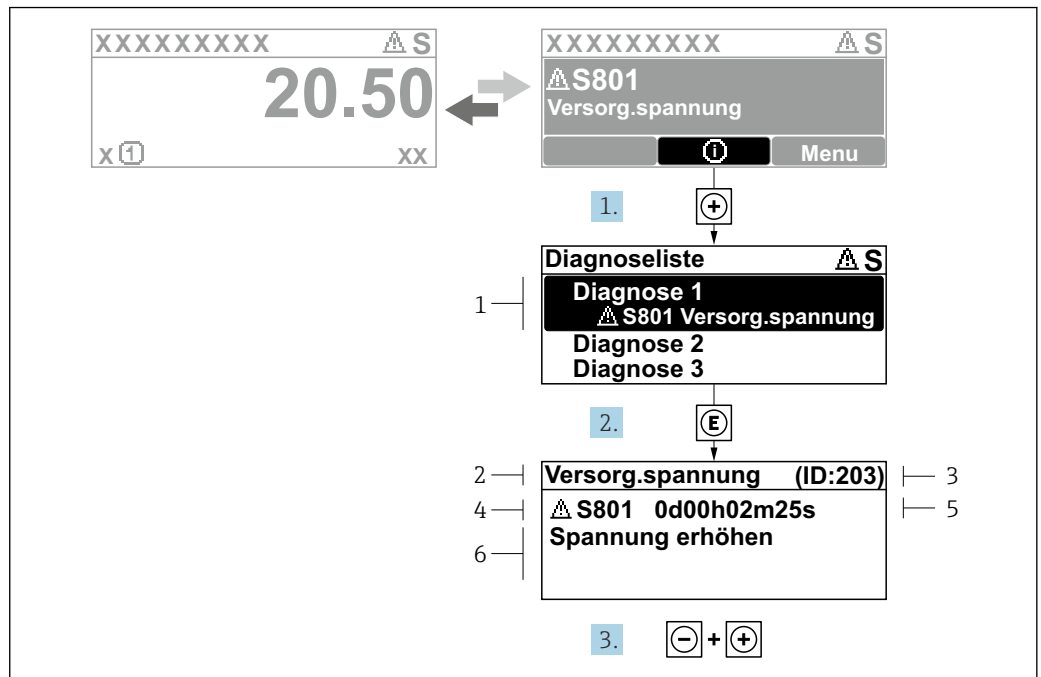 XXXXXXXXX ⚠ S
20.50
X 1 XX
XXXXXXXXX ⚠ S
⚠ S801
Versorg.spannung
i Menu
1. +
Diagnoseliste ⚠ S
1
Diagnose 1
⚠ S801 Versorg.spannung
Diagnose 2
Diagnose 3
2. E
2 Versorg.spannung (ID:203) 3
4 ⚠ S801 0d00h02m25s 5
6 Spannung erhöhen
3. - + +